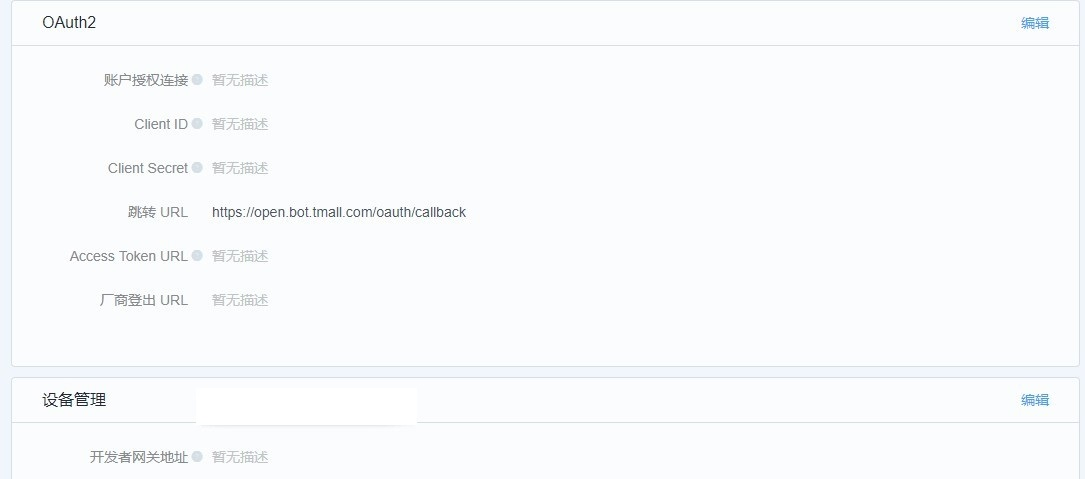 OAuth2 编辑
账户授权连接 暂无描述
Client ID 暂无描述
Client Secret 暂无描述
跳转 URL https://open.bot.tmall.com/oauth/callback
Access Token URL 暂无描述
厂商登出 URL 暂无描述
设备管理 编辑
开发者网关地址 暂无描述